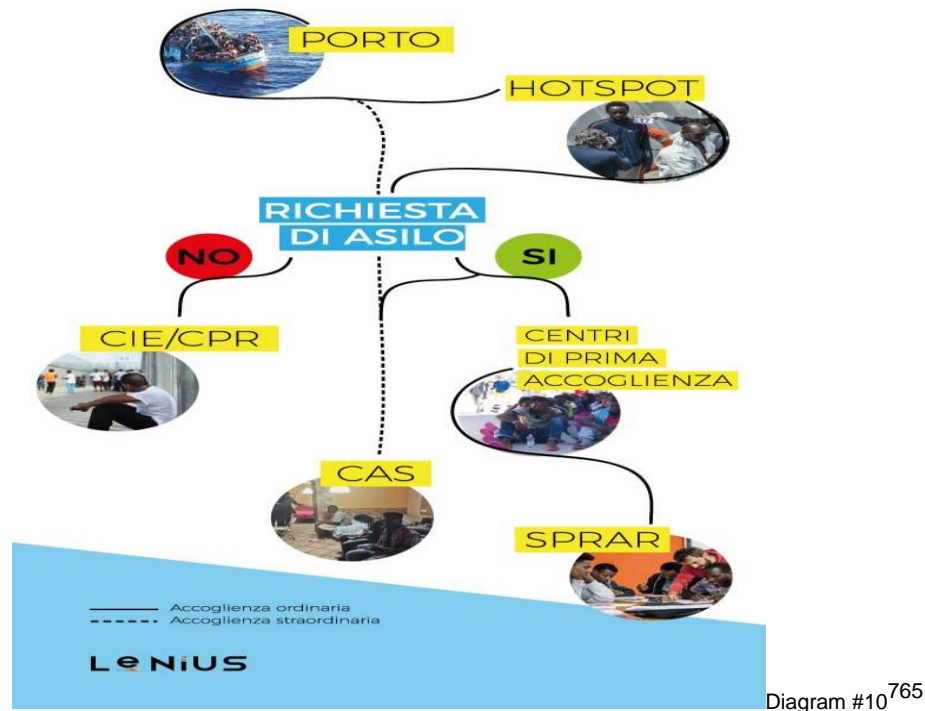 PORTO
HOTSPOT
RICHIESTA
DI ASILO
NO
SI
CIE/CPR
CENTRI
DI PRIMA
ACCOGLIENZA
CAS
SPRAR
Accoglienza ordinaria
Accoglienza straordinaria
LeNiUS
Diagram #10765